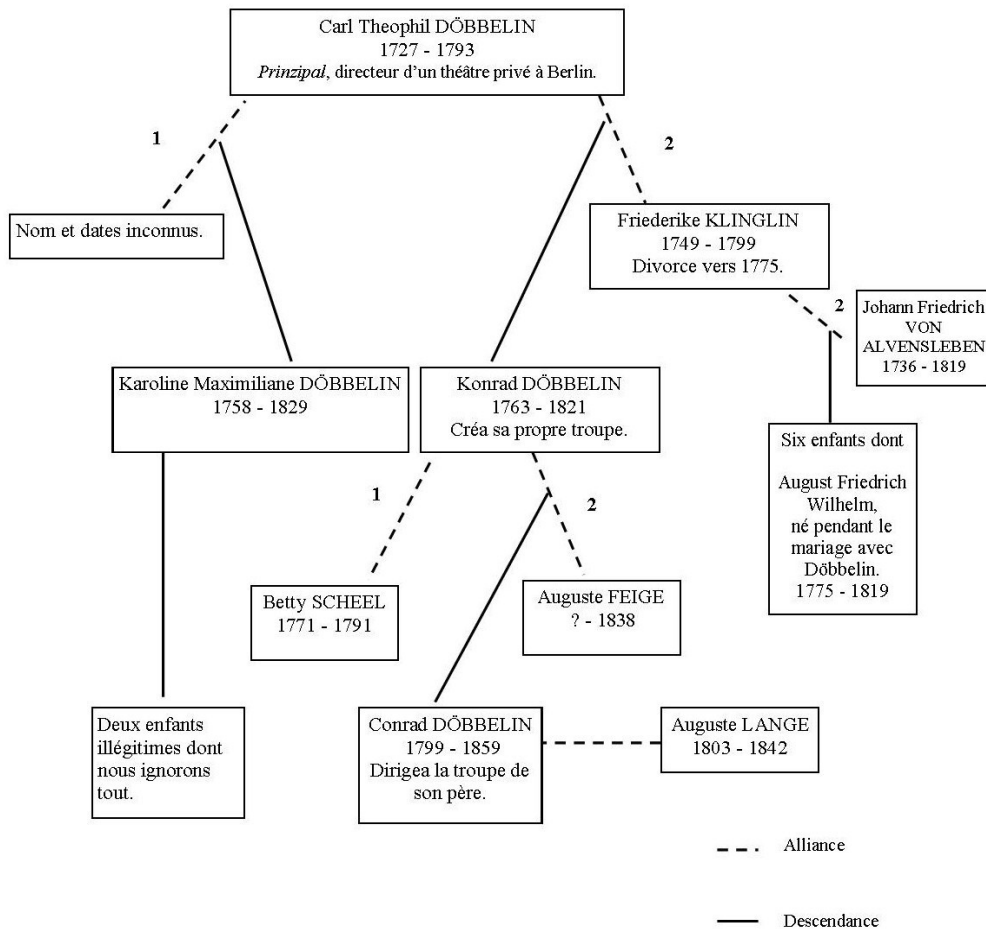 Carl Theophil DÖBBELIN
1727 - 1793
Prinzipal, directeur d'un théâtre privé à Berlin.
1
2
Nom et dates inconnus.
Friederike KLINGLIN
1749 - 1799
Divorce vers 1775.
2
Johann Friedrich
VON
ALVENSLEBEN
1736 - 1819
Karoline Maximiliane DÖBBELIN
1758 - 1829
Konrad DÖBBELIN
1763 - 1821
Créa sa propre troupe.
Six enfants dont
August Friedrich
Wilhelm,
né pendant le
mariage avec
Döbbelin.
1775 - 1819
1
2
Betty SCHEEL
1771 - 1791
Auguste FEIGE
? - 1838
Deux enfants
illégitimes dont
nous ignorons
tout.
Conrad DÖBBELIN
1799 - 1859
Dirigea la troupe de
son père.
Auguste LANGE
1803 - 1842
Alliance
Descendance